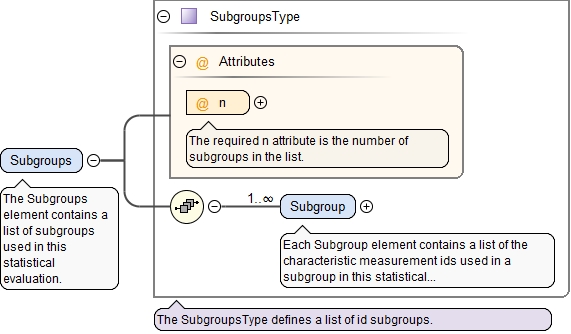 SubgroupsType
@ Attributes
@ n
The required n attribute is the number of
subgroups in the list.
Subgroups
The Subgroups
element contains a
list of subgroups
used in this
statistical
evaluation.
1..∞
Subgroup
Each Subgroup element contains a list of the
characteristic measurement ids used in a
subgroup in this statistical...
The SubgroupsType defines a list of id subgroups.